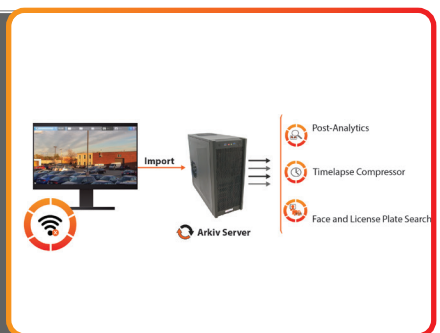 Post-Analytics
Import
Timelapse Compressor
Face and License Plate Search
Arkiv Server